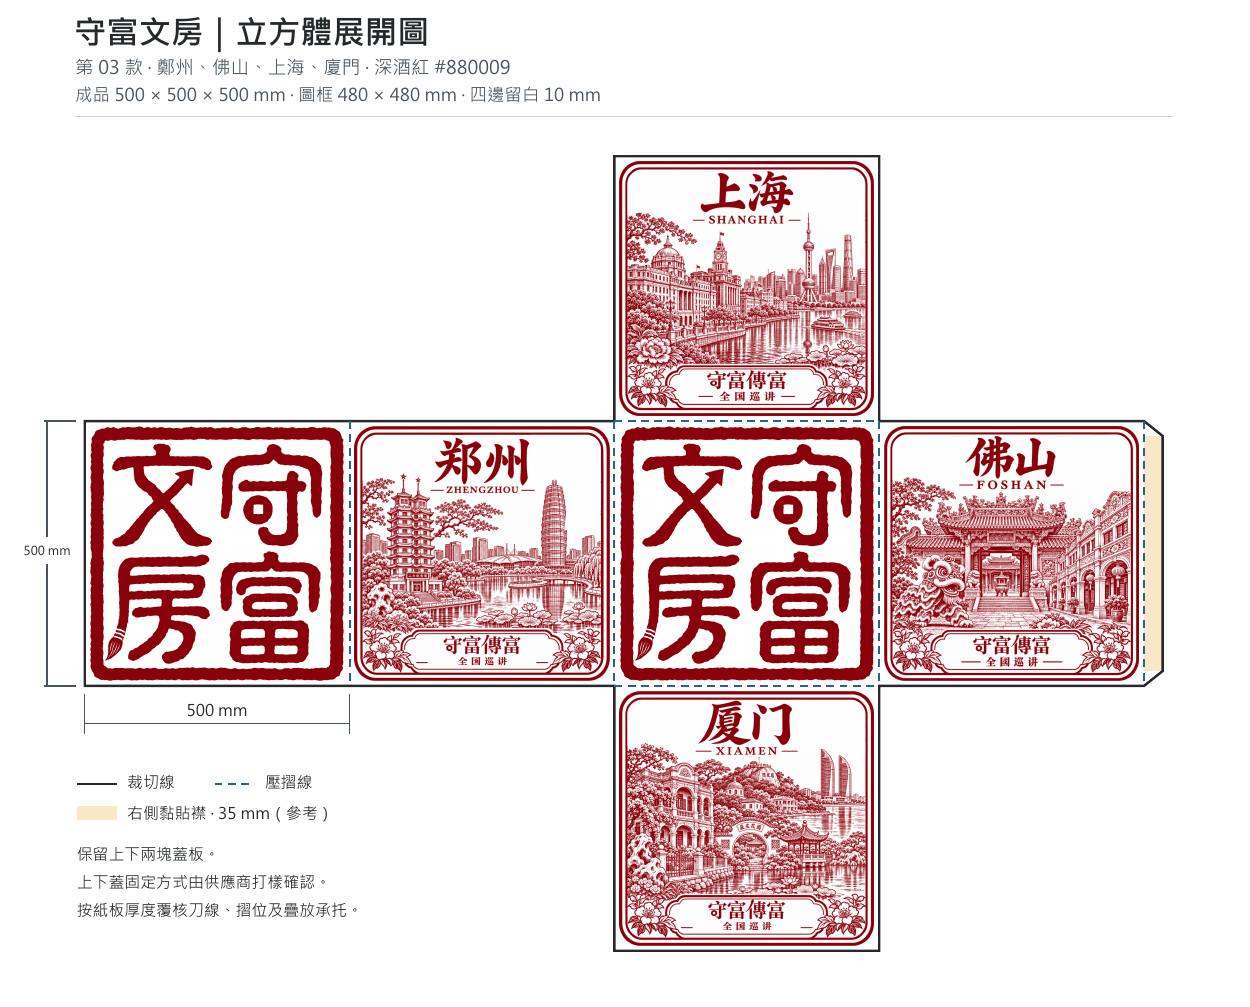 守富文房｜立方體展開圖
第 03 款 · 鄭州、佛山、上海、廈門 · 深酒紅 #880009
成品 500 × 500 × 500 mm · 圖框 480 × 480 mm · 四邊留白 10 mm
上海
SHANGHAI
守富傳富
全国巡讲
守富文房
郑州
ZHENGZHOU
守富傳富
全国巡讲
守富文房
佛山
FOSHAN
守富傳富
全國巡讲
500 mm
500 mm
厦门
XIAMEN
守富傳富
全国巡讲
裁切線
壓摺線
右側黏貼襟 · 35 mm（參考）
保留上下兩塊蓋板。
上下蓋固定方式由供應商打樣確認。
按紙板厚度覆核刀線、摺位及疊放承托。